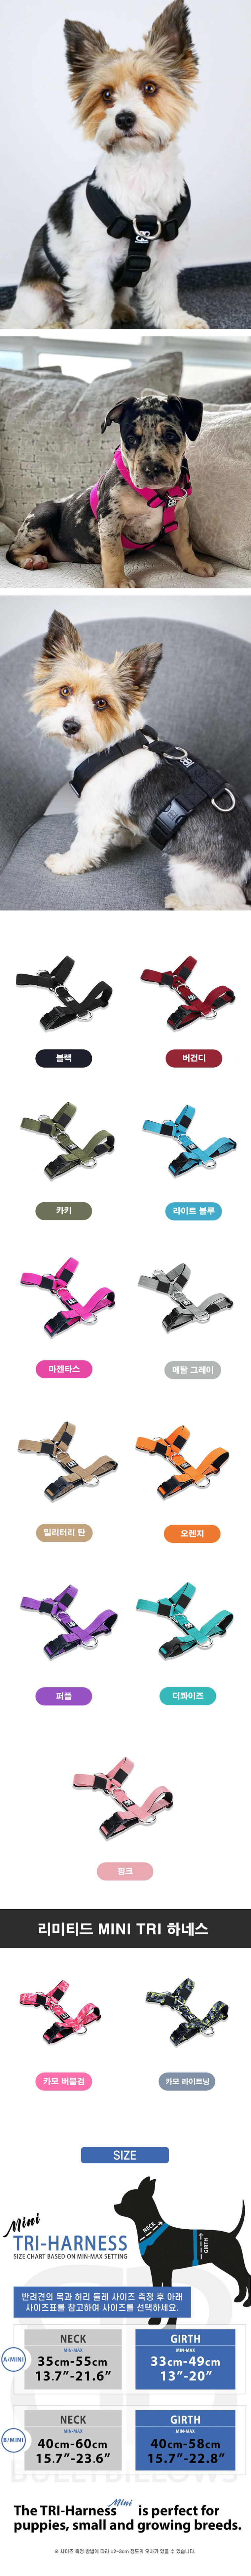 블랙
버건디
카키
라이트 블루
마젠타스
메탈 그레이
밀리터리 탄
오렌지
퍼플
더콰이즈
핑크
리미티드 MINI TRI 하네스
카모 버블검
카모 라이트닝
SIZE
Mini
TRI-HARNESS
SIZE CHART BASED ON MIN-MAX SETTING
NECK
GIRTH
반려견의 목과 허리 둘레 사이즈 측정 후 아래
사이즈표를 참고하여 사이즈를 선택하세요.
A/MINI
NECK
MIN-MAX
35cm-55cm
13.7”-21.6”
GIRTH
MIN-MAX
33cm-49cm
13”-20”
B/MINI
NECK
MIN-MAX
40cm-60cm
15.7”-23.6”
GIRTH
MIN-MAX
40cm-58cm
15.7”-22.8”
BULLYBILLOWS
The TRI-Harness Mini is perfect for
puppies, small and growing breeds.
※ 사이즈 측정 방법에 따라 ±2~3cm 정도의 오차가 있을 수 있습니다.